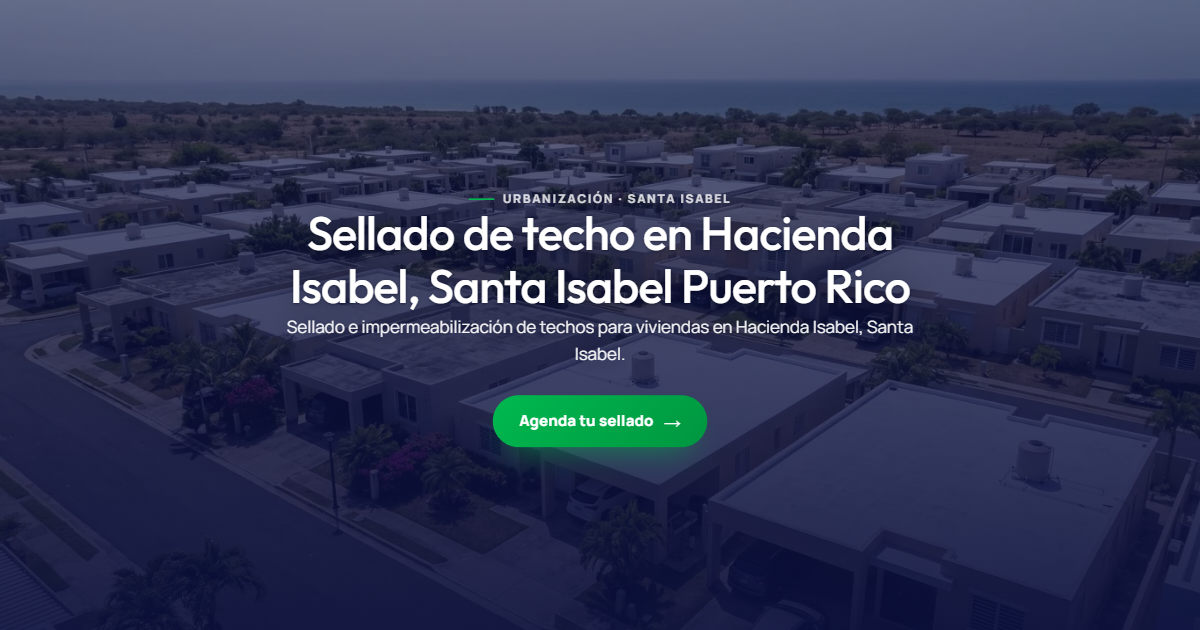 URBANIZACIÓN · SANTA ISABEL
Sellado de techo en Hacienda
Isabel, Santa Isabel Puerto Rico
Sellado e impermeabilización de techos para viviendas en Hacienda Isabel, Santa
Isabel.
Agenda tu sellado →